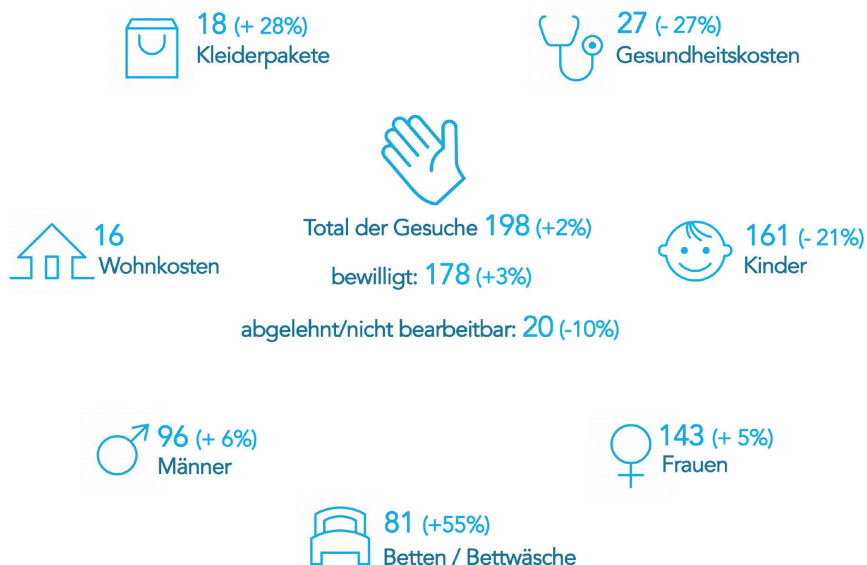 18 (+ 28%)
Kleiderpakete
27 (- 27%)
Gesundheitskosten
Total der Gesuche 198 (+2%)
bewilligt: 178 (+3%)
abgelehnt/nicht bearbeitbar: 20 (-10%)
16
Wohnkosten
161 (- 21%)
Kinder
96 (+ 6%)
Männer
143 (+ 5%)
Frauen
81 (+55%)
Betten / Bettwäsche